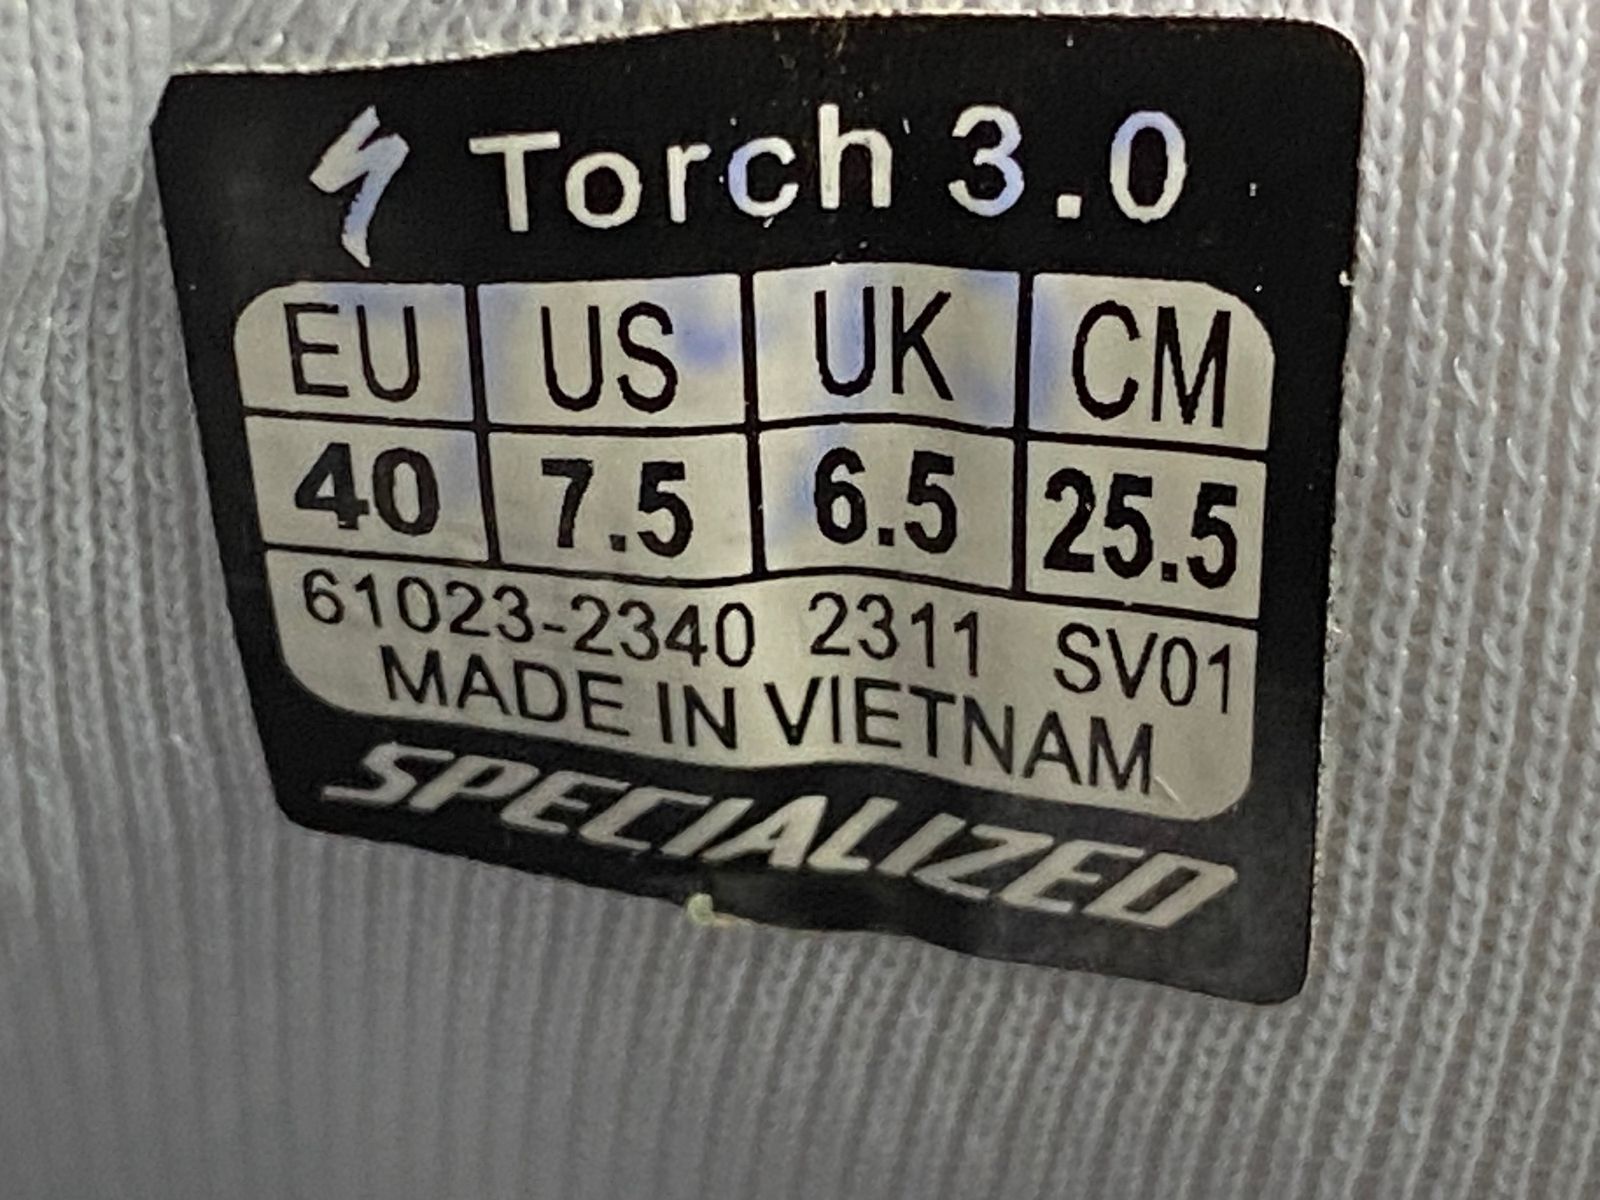 Torch 3.0
EU US UK CM
40 7.5 6.5 25.5
61023-2340 2311 SV01
MADE IN VIETNAM
SPECIALIZED